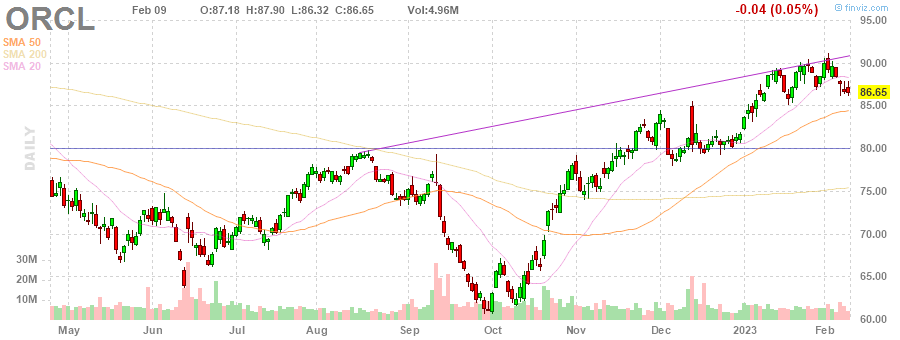 ORCL
Feb 09 O:87.18 H:87.90 L:86.32 C:86.65 Vol:4.96M
-0.04 (0.05%)
© finviz.com
SMA 50
SMA 200
SMA 20
DAILY
95.00
90.00
86.65
85.00
80.00
75.00
70.00
65.00
60.00
30M
20M
10M
May Jun Jul Aug Sep Oct Nov Dec 2023 Feb